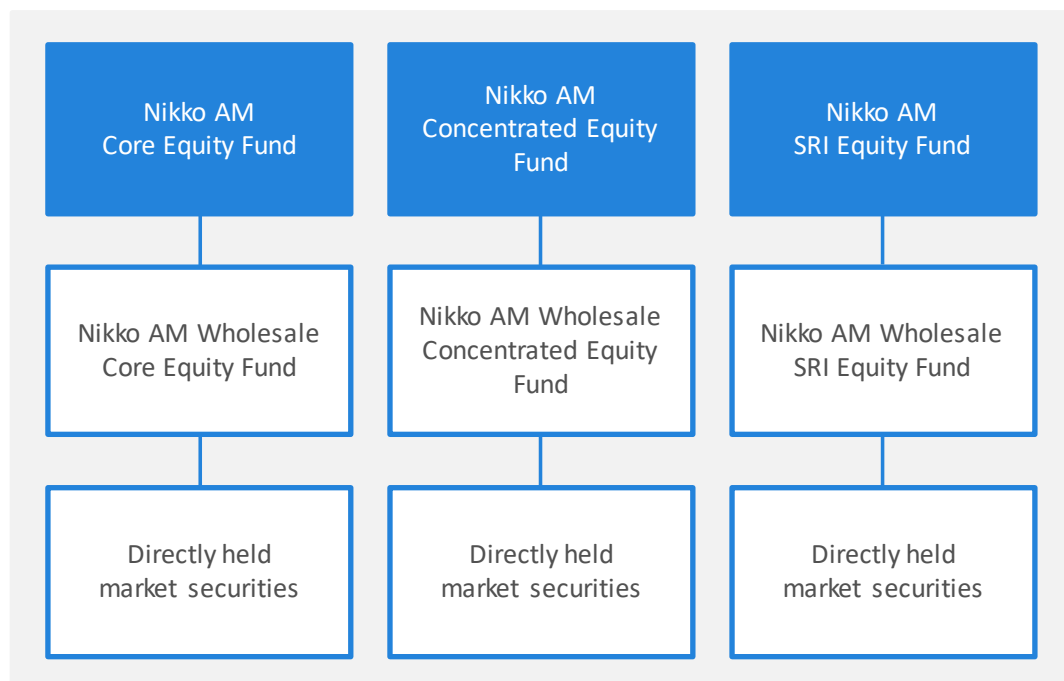 Nikko AM
Core Equity Fund
Nikko AM
Concentrated Equity
Fund
Nikko AM
SRI Equity Fund
Nikko AM Wholesale
Core Equity Fund
Nikko AM Wholesale
Concentrated Equity
Fund
Nikko AM Wholesale
SRI Equity Fund
Directly held
market securities
Directly held
market securities
Directly held
market securities